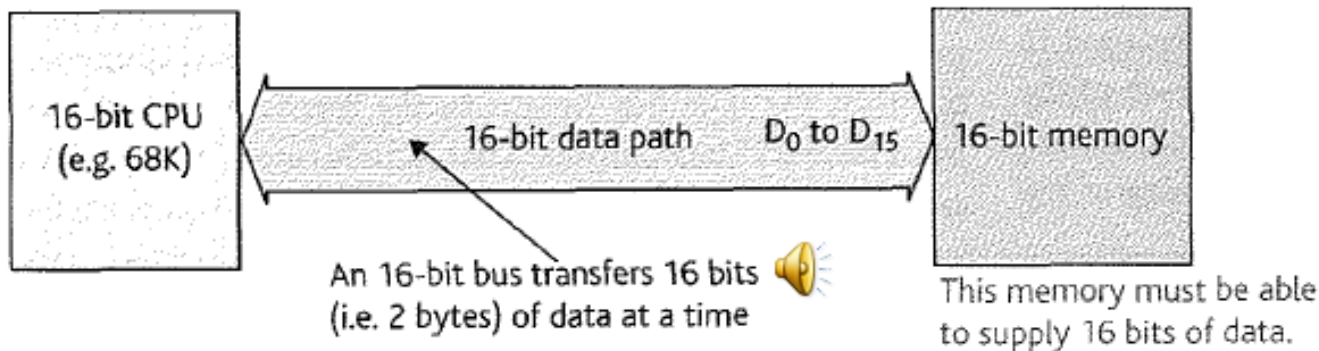 16-bit CPU
(e.g. 68K)
16-bit data path D₀ to D₁₅
16-bit memory
An 16-bit bus transfers 16 bits
(i.e. 2 bytes) of data at a time
This memory must be able
to supply 16 bits of data.